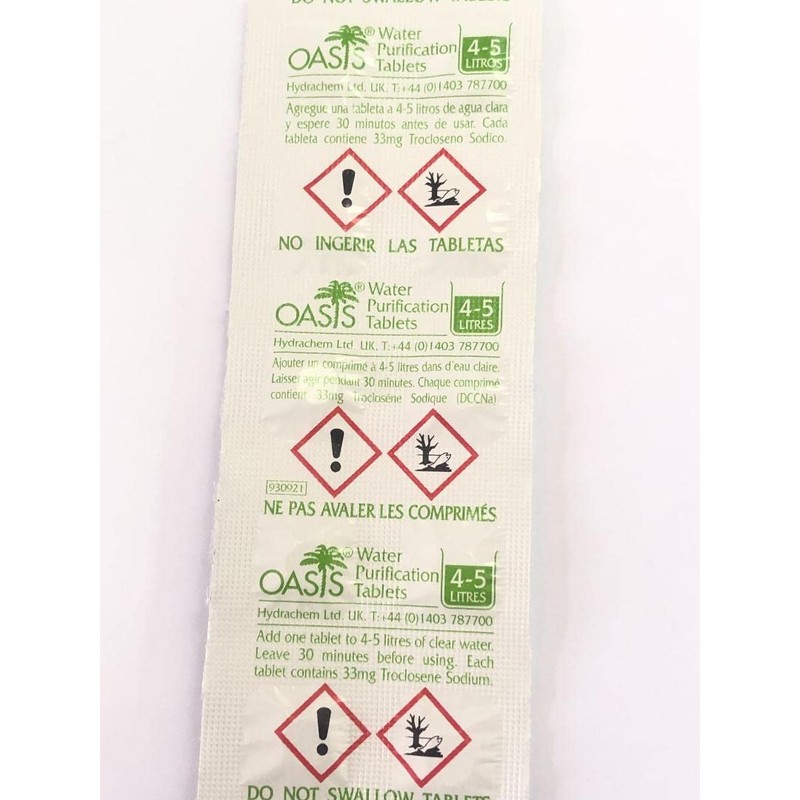 DO NOT SWALLOW TABLETS
OASIS® Water Purification Tablets
4-5 LITROS
Hydrachem Ltd. UK. T:+44 (0)1403 787700
Agregue una tableta a 4-5 litros de agua clara
y espere 30 minutos antes de usar. Cada
tableta contiene 33mg Trocloseno Sodico.
NO INGERIR LAS TABLETAS
OASIS® Water Purification Tablets
4-5 LITRES
Hydrachem Ltd. UK. T:+44 (0)1403 787700
Ajouter un comprimé à 4-5 litres dans d'eau claire.
Laisser agir pendant 30 minutes. Chaque comprimé
contient 33mg Troclosène Sodique (DCCNa)
930921
NE PAS AVALER LES COMPRIMÉS
OASIS® Water Purification Tablets
4-5 LITRES
Hydrachem Ltd. UK. T:+44 (0)1403 787700
Add one tablet to 4-5 litres of clear water.
Leave 30 minutes before using. Each
tablet contains 33mg Troclosene Sodium.
DO NOT SWALLOW TABLETS